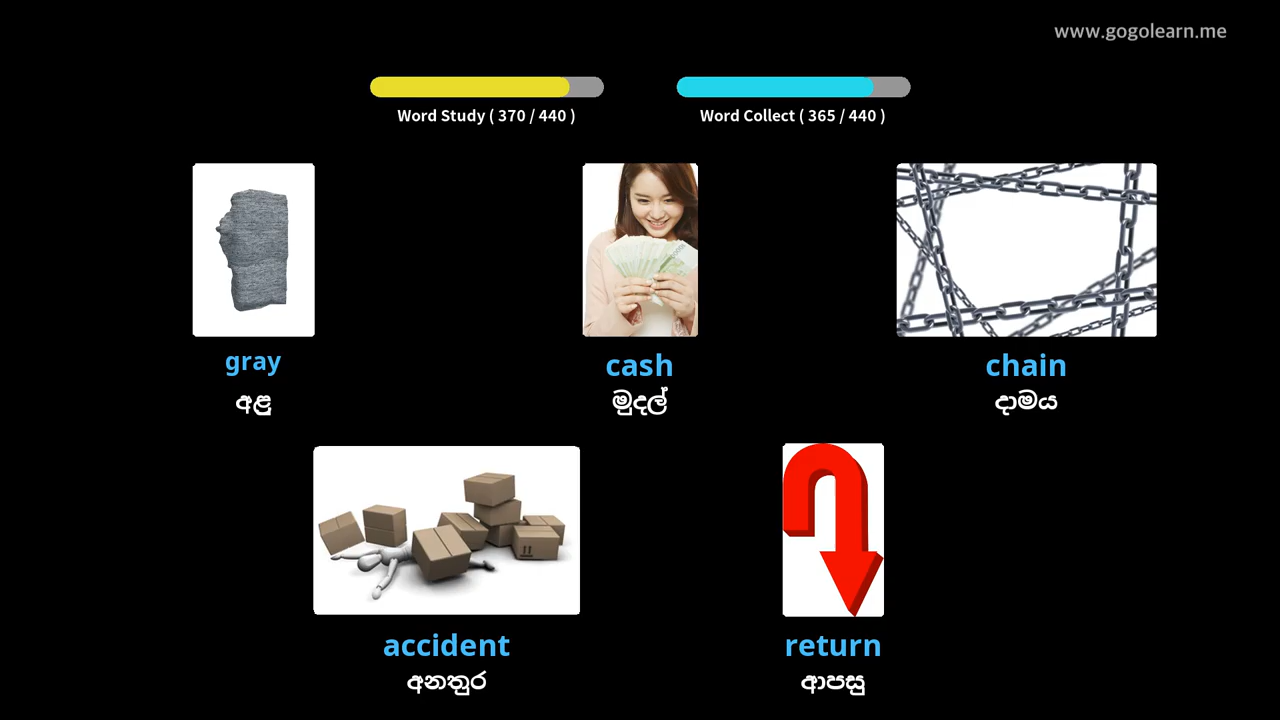 www.gogolearn.me
Word Study ( 370 / 440 )
Word Collect ( 365 / 440 )
gray
අළු
cash
මුදල්
chain
දාමය
accident
අනතුර
return
ආපසු